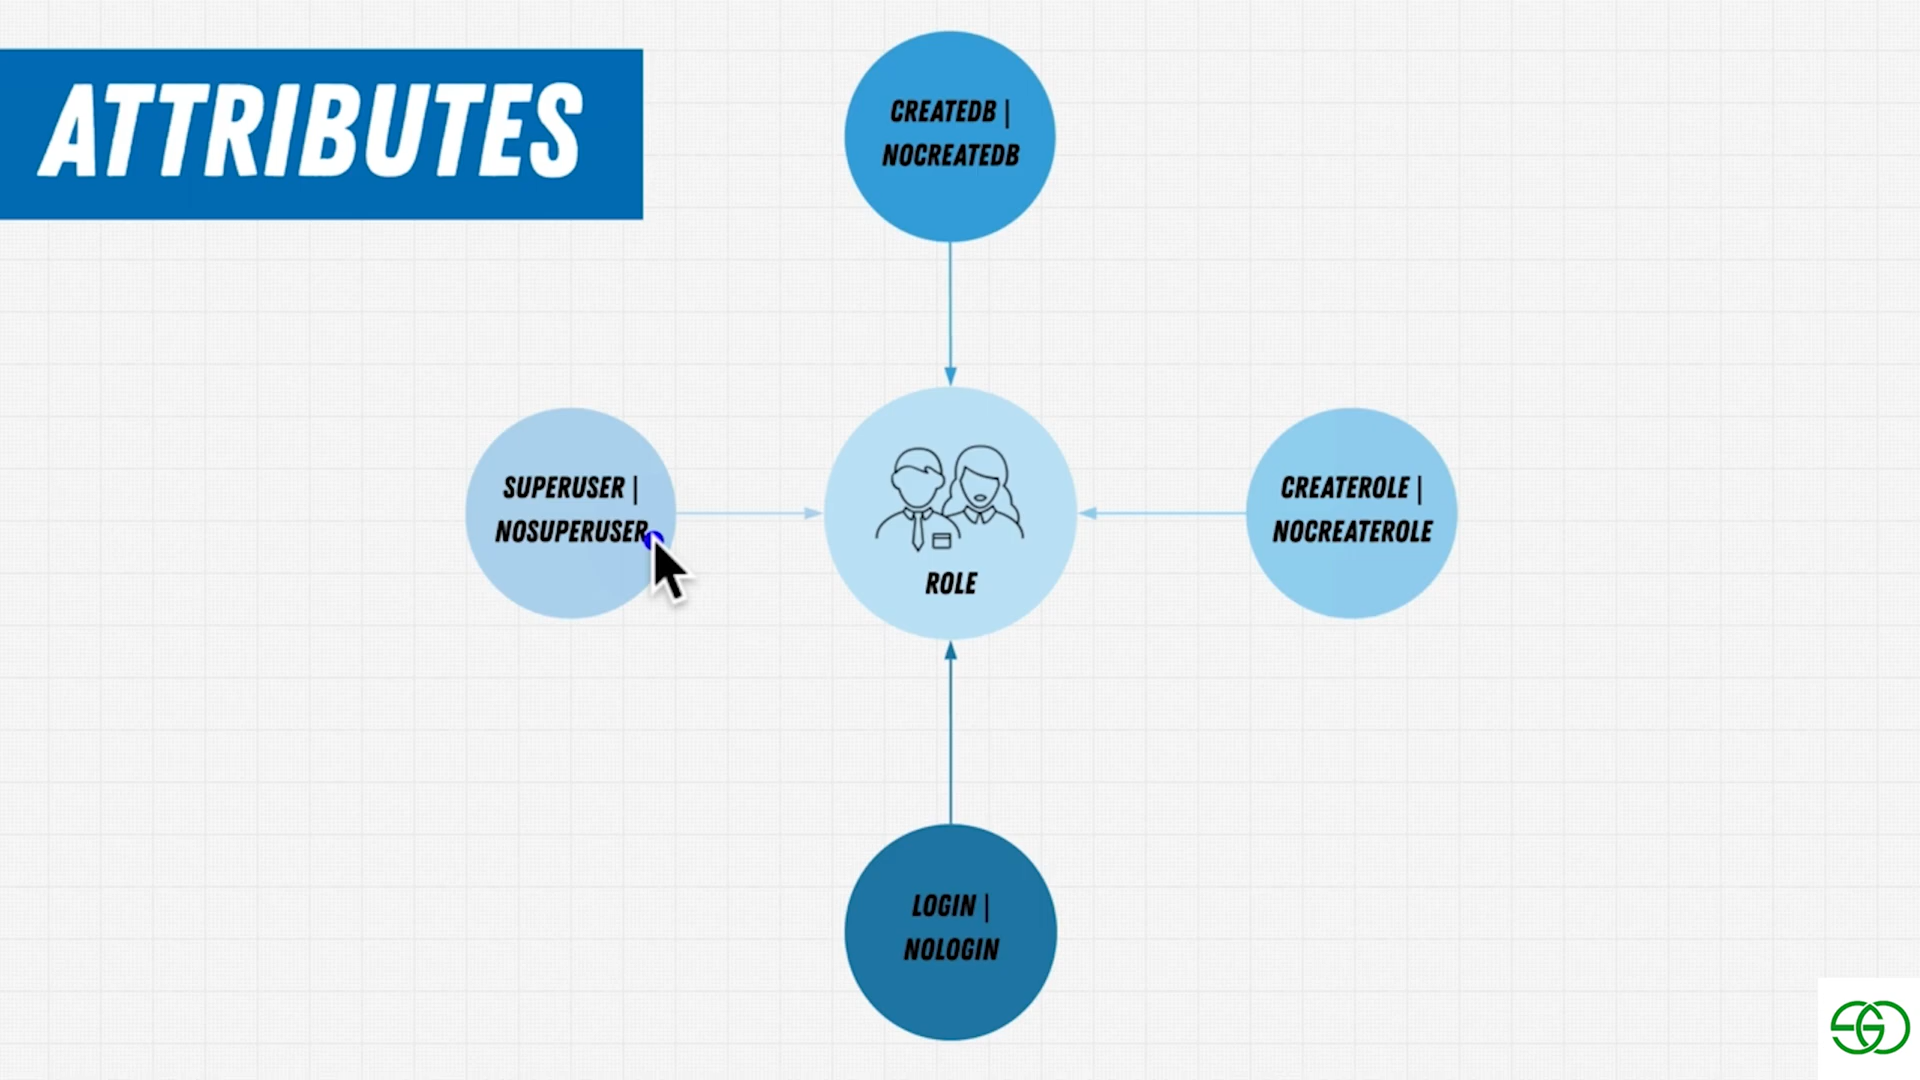 ATTRIBUTES
CREATEDB |
NOCREATEDB
SUPERUSER |
NOSUPERUSER
ROLE
CREATEROLE |
NOCREATEROLE
LOGIN |
NOLOGIN